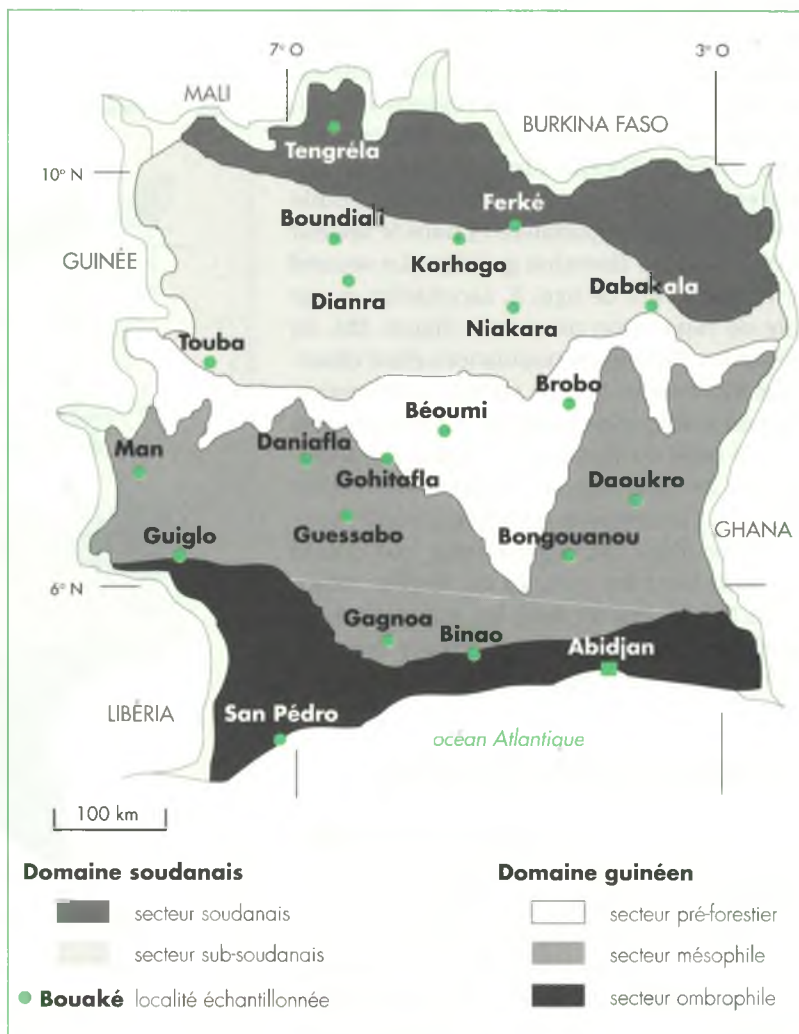 7° O
3° O
MALI
BURKINA FASO
Tengréla
10° N
Ferké
Boundiali
GUINÉE
Korhogo
Dianra
Dabakala
Niakara
Touba
Brobo
Béoumi
Man
Daniafla
Gohitafla
Daoukro
Guessabo
GHANA
Guiglo
Bongouanou
6° N
Gagnoa
Binao
Abidjan
LIBÉRIA
San Pédro
océan Atlantique
100 km
Domaine soudanais
secteur soudanais
secteur sub-soudanais
Bouaké localité échantillonnée
Domaine guinéen
secteur pré-forestier
secteur mésophile
secteur ombrophile